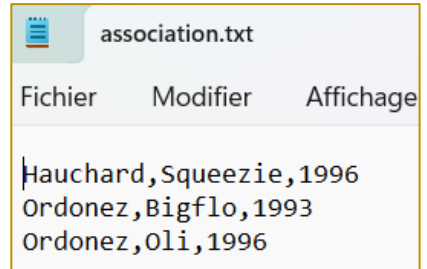 association.txt
Fichier Modifier Affichage
Hauchard,Squeezie,1996
Ordonez,Bigflo,1993
Ordonez,Oli,1996